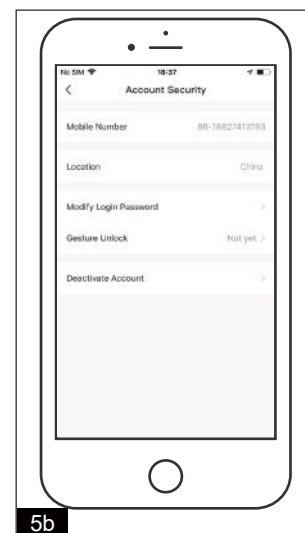 No SIM 18:37
Account Security
Mobile Number 86-18827413193
Location China
Modify Login Password
Gesture Unlock Not yet
Deactivate Account
5b